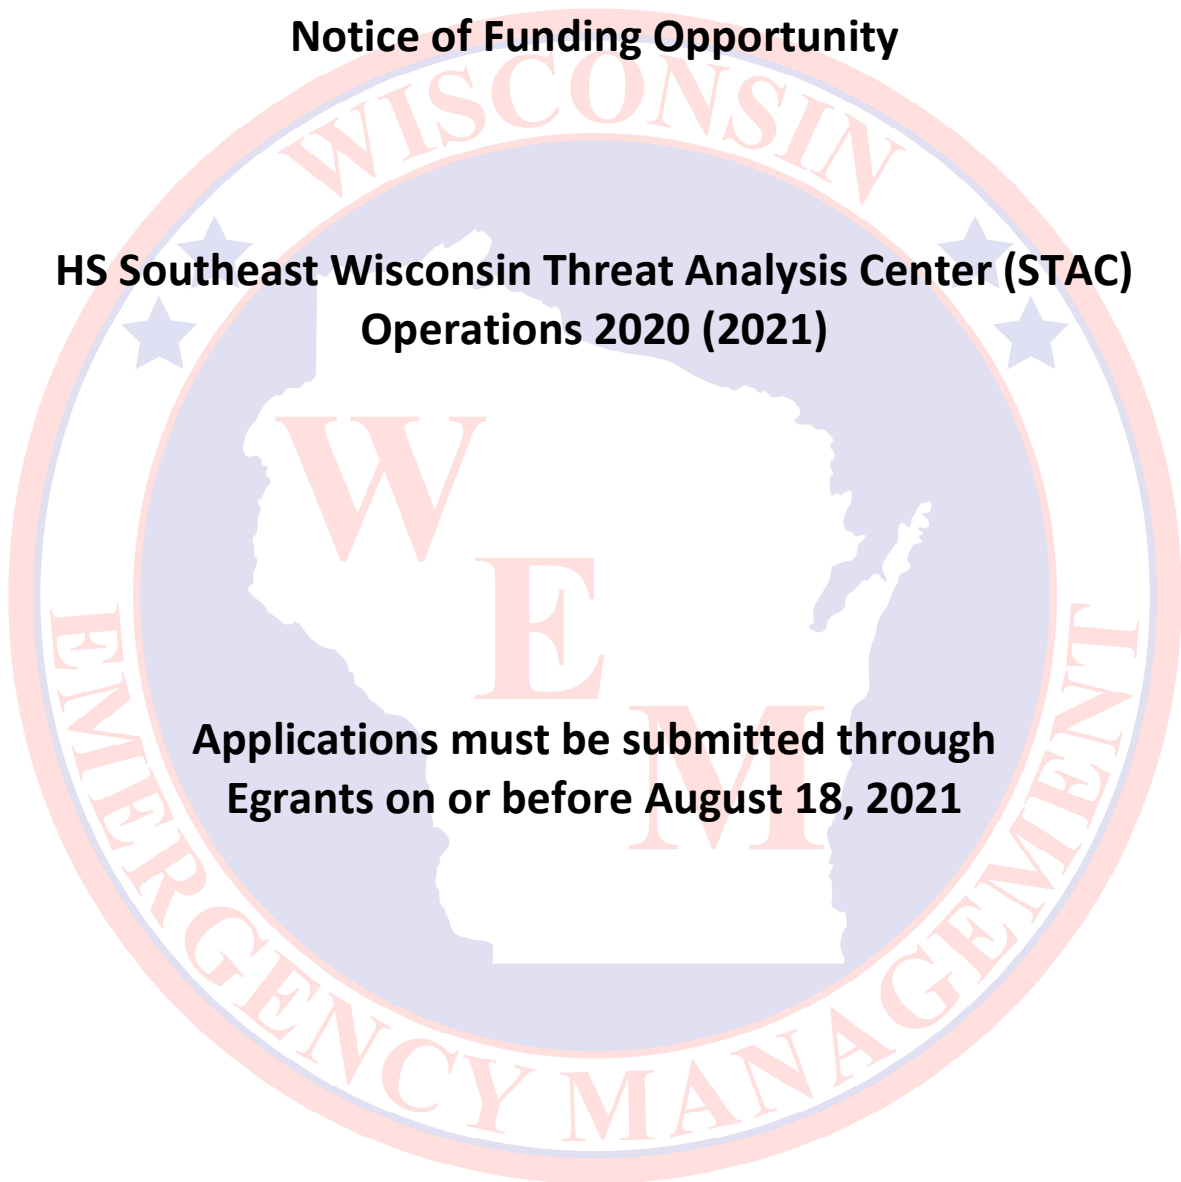 Notice of Funding Opportunity
WISCONSIN
HS Southeast Wisconsin Threat Analysis Center (STAC)
Operations 2020 (2021)
W
E
M
Applications must be submitted through
Egrants on or before August 18, 2021
EMERGENCY MANAGEMENT